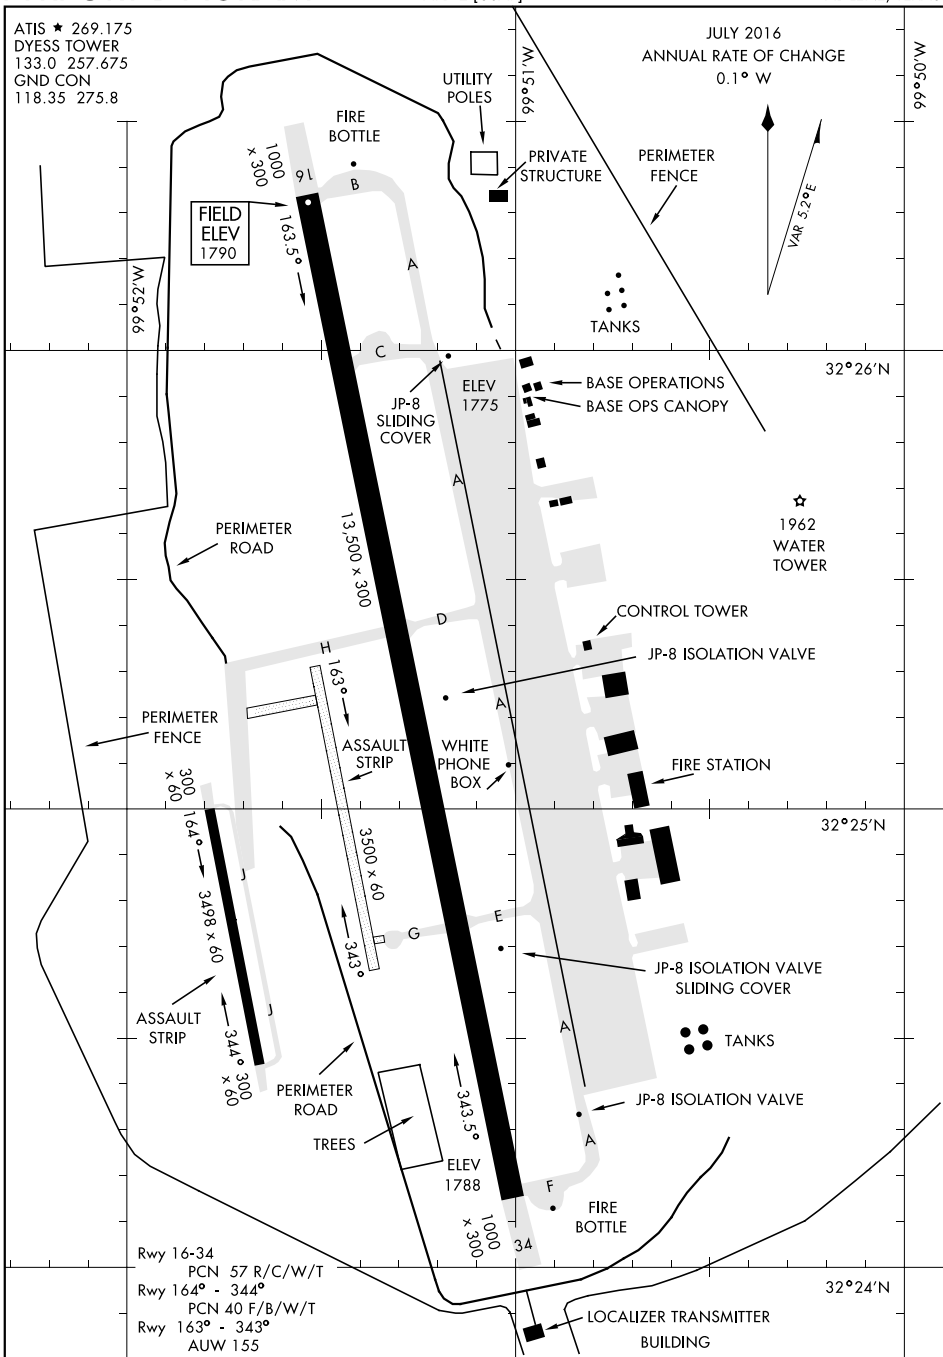 ATIS ★ 269.175
DYESS TOWER
133.0 257.675
GND CON
118.35 275.8
JULY 2016
ANNUAL RATE OF CHANGE
0.1° W
VAR 5.2°E
99°51'W
99°50'W
99°52'W
UTILITY
POLES
FIRE
BOTTLE
PRIVATE
STRUCTURE
PERIMETER
FENCE
1000
x 300
16
B
FIELD
ELEV
1790
163.5°
A
TANKS
C
32°26'N
JP-8
SLIDING
COVER
ELEV
1775
BASE OPERATIONS
BASE OPS CANOPY
A
1962
WATER
TOWER
PERIMETER
ROAD
13,500 x 300
D
CONTROL TOWER
H
JP-8 ISOLATION VALVE
163°
A
PERIMETER
FENCE
ASSAULT
STRIP
WHITE
PHONE
BOX
FIRE STATION
300
x 60
32°25'N
164°
J
3500 x 60
3498 x 60
E
G
343°
JP-8 ISOLATION VALVE
SLIDING COVER
ASSAULT
STRIP
J
A
TANKS
344°
300
x 60
PERIMETER
ROAD
343.5°
JP-8 ISOLATION VALVE
TREES
A
ELEV
1788
F
FIRE
BOTTLE
1000
x 300
34
Rwy 16-34
PCN 57 R/C/W/T
Rwy 164° - 344°
PCN 40 F/B/W/T
Rwy 163° - 343°
AUW 155
32°24'N
LOCALIZER TRANSMITTER
BUILDING